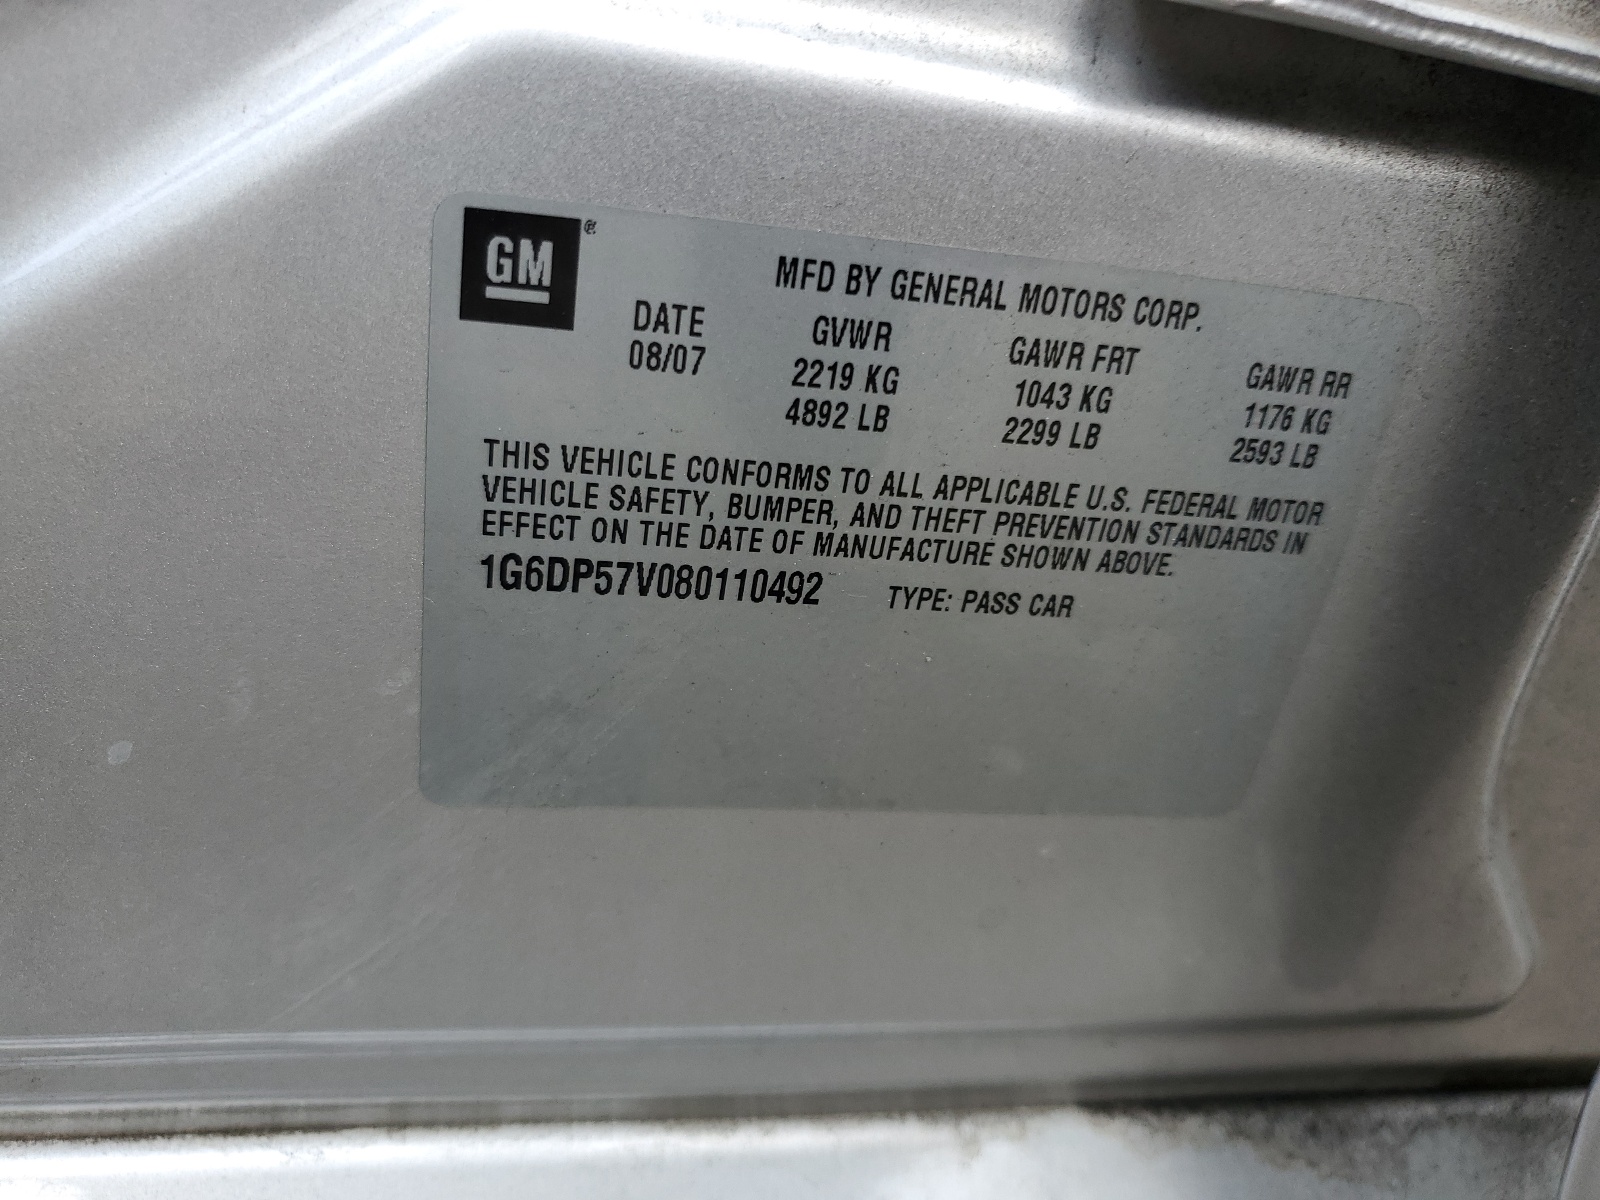 GM®
MFD BY GENERAL MOTORS CORP.
DATE GVWR GAWR FRT GAWR RR
08/07 2219 KG 1043 KG 1176 KG
4892 LB 2299 LB 2593 LB
THIS VEHICLE CONFORMS TO ALL APPLICABLE U.S. FEDERAL MOTOR
VEHICLE SAFETY, BUMPER, AND THEFT PREVENTION STANDARDS IN
EFFECT ON THE DATE OF MANUFACTURE SHOWN ABOVE.
1G6DP57V080110492 TYPE: PASS CAR